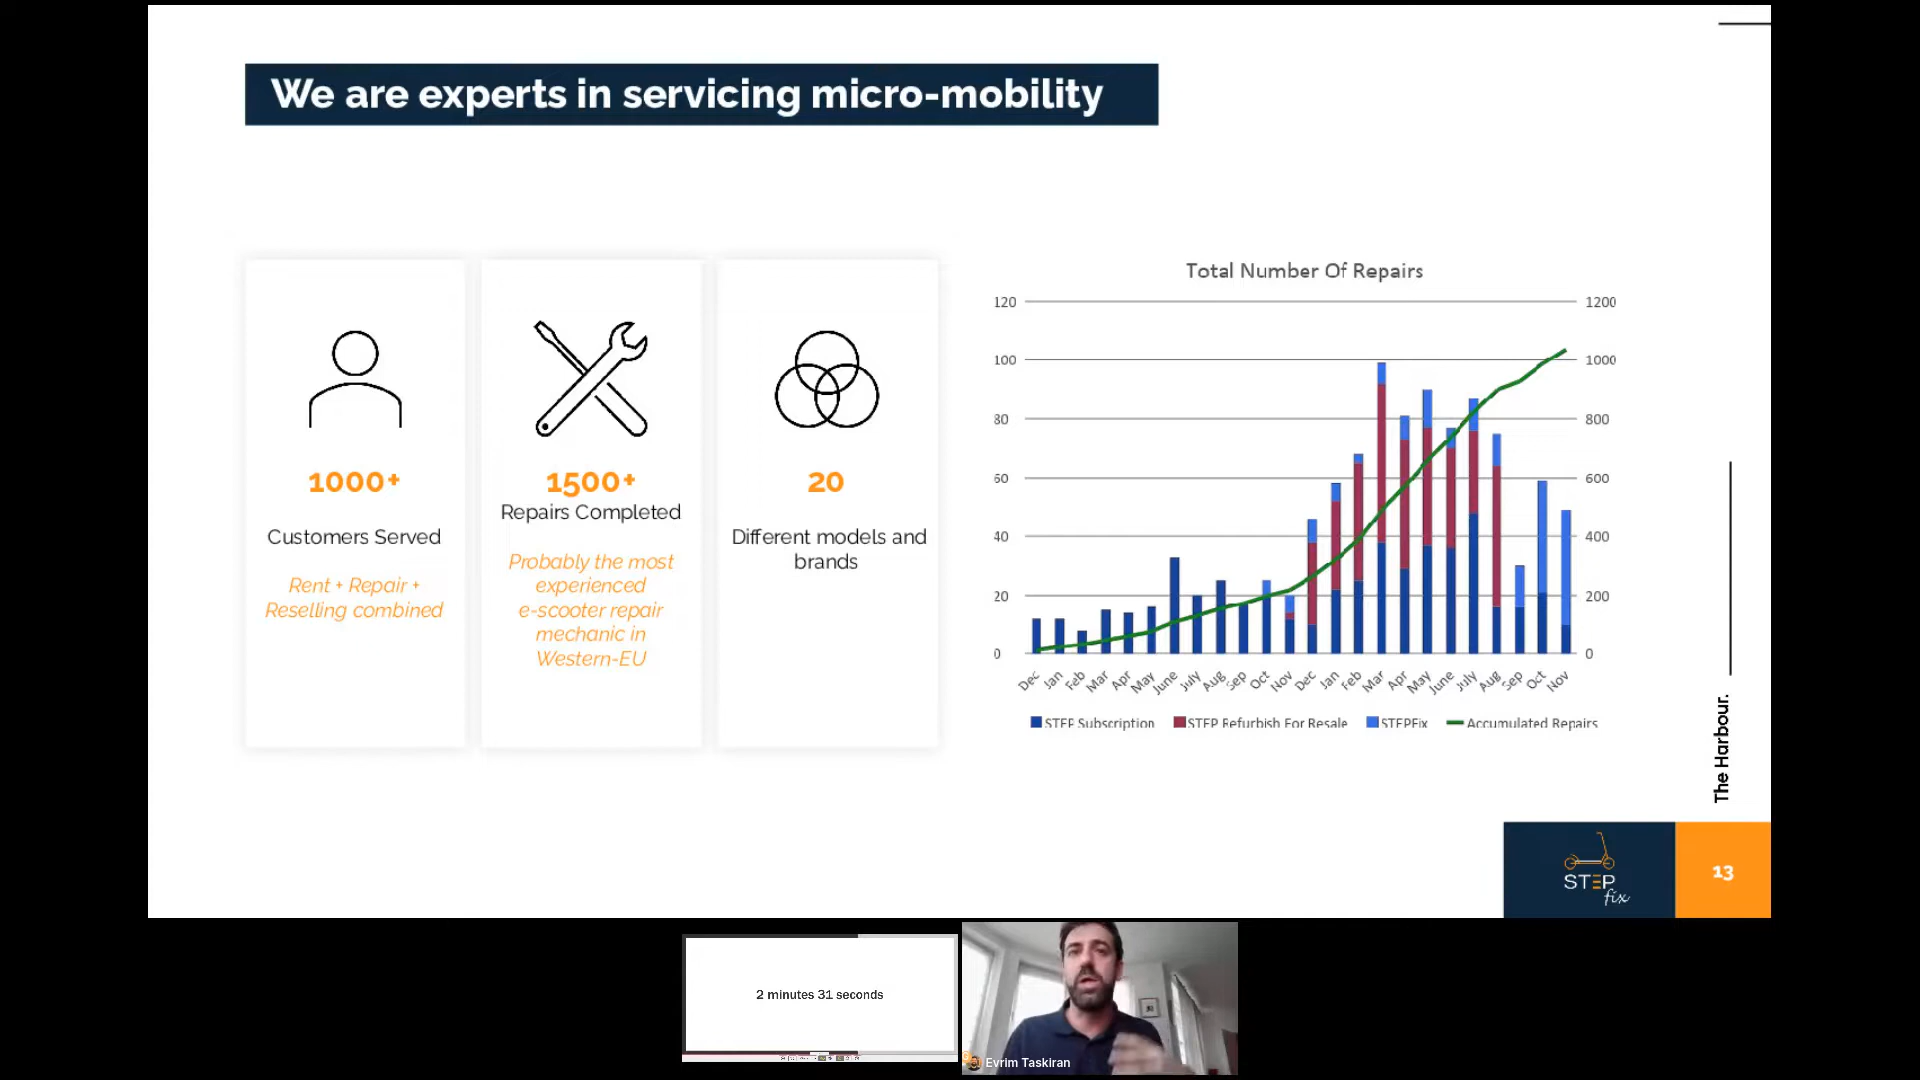 We are experts in servicing micro-mobility
1000+
Customers Served
Rent + Repair +
Reselling combined
1500+
Repairs Completed
Probably the most
experienced
e-scooter repair
mechanic in
Western-EU
20
Different models and
brands
Total Number Of Repairs
120
100
80
60
40
20
0
1200
1000
800
600
400
200
0
Dec Jan Feb Mar Apr May June July Aug Sep Oct Nov Dec Jan Feb Mar Apr May June July Aug Sep Oct Nov
STEP Subscription STEP Refurbish For Resale STEPFix Accumulated Repairs
The Harbour.
STEP
fix
13
2 minutes 31 seconds
Evrim Taskiran